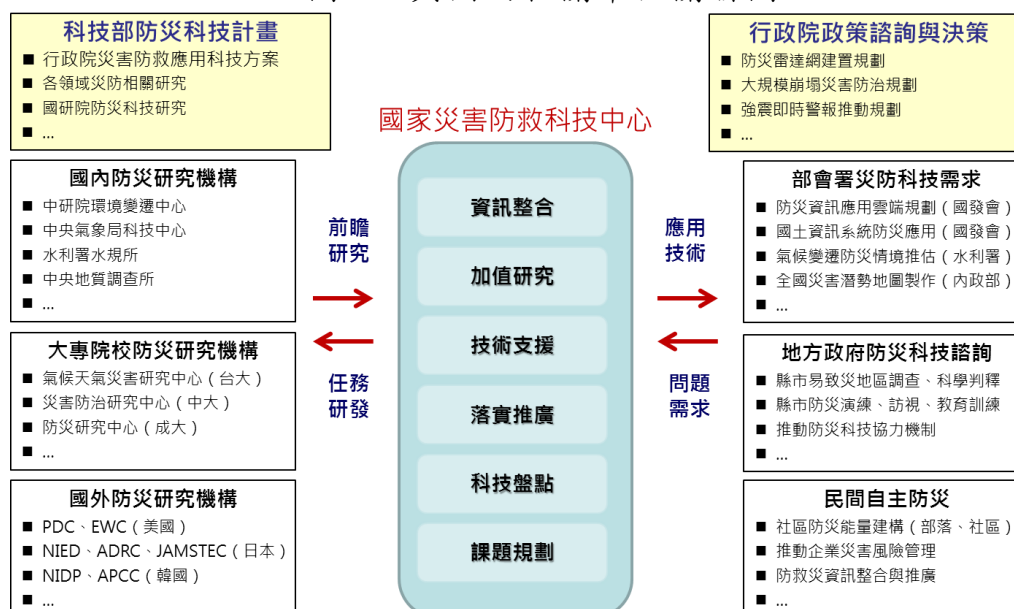 科技部防災科技計畫
■ 行政院災害防救應用科技方案
■ 各領域災防相關研究
■ 國研院防災科技研究
■ ...
國內防災研究機構
■ 中研院環境變遷中心
■ 中央氣象局科技中心
■ 水利署水規所
■ 中央地質調查所
■ ...
大專院校防災研究機構
■ 氣候天氣災害研究中心（台大）
■ 災害防治研究中心（中大）
■ 防災研究中心（成大）
■ ...
國外防災研究機構
■ PDC、EWC（美國）
■ NIED、ADRC、JAMSTEC（日本）
■ NIDP、APCC（韓國）
■ ...
前瞻
研究
任務
研發
國家災害防救科技中心
資訊整合
加值研究
技術支援
落實推廣
科技盤點
課題規劃
應用
技術
問題
需求
行政院政策諮詢與決策
■ 防災雷達網建置規劃
■ 大規模崩塌災害防治規劃
■ 強震即時警報推動規劃
■ ...
部會署災防科技需求
■ 防災資訊應用雲端規劃（國發會）
■ 國土資訊系統防災應用（國發會）
■ 氣候變遷防災情境推估（水利署）
■ 全國災害潛勢地圖製作（內政部）
■ ...
地方政府防災科技諮詢
■ 縣市易致災地區調查、科學判釋
■ 縣市防災演練、訪視、教育訓練
■ 推動防災科技協力機制
■ ...
民間自主防災
■ 社區防災能量建構（部落、社區）
■ 推動企業災害風險管理
■ 防救災資訊整合與推廣
■ ...